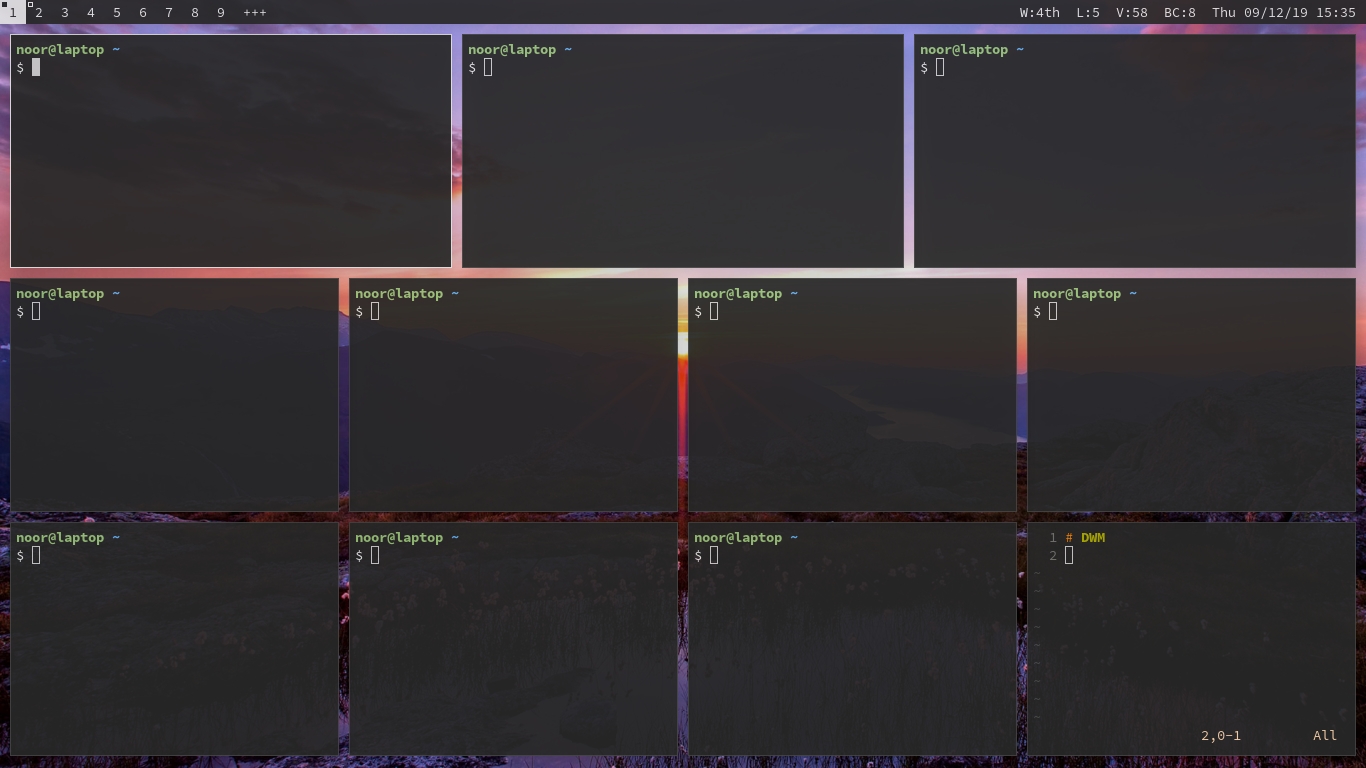 1 2 3 4 5 6 7 8 9 +++ W:4th L:5 V:58 BC:8 Thu 09/12/19 15:35
noor@laptop ~
$
noor@laptop ~
$
noor@laptop ~
$
noor@laptop ~
$
noor@laptop ~
$
noor@laptop ~
$
noor@laptop ~
$
noor@laptop ~
$
noor@laptop ~
$
noor@laptop ~
$
1 # DWM
2
~
~
~
~
~
~
~
~
~
2,0-1 All